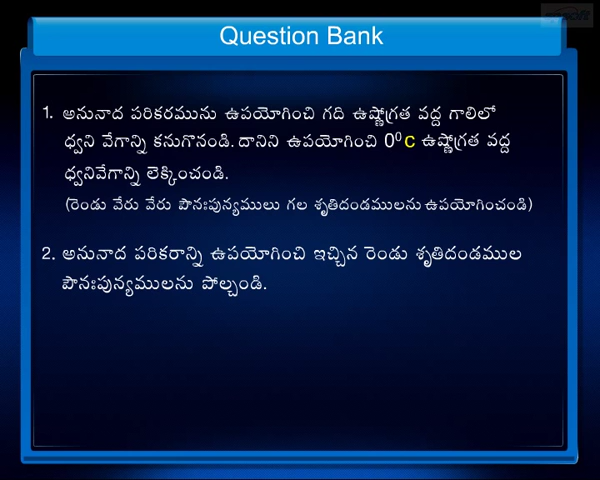 Question Bank
1. అనునాద పరికరమును ఉపయోగించి గది ఉష్ణోగ్రత వద్ద గాలిలో
ధ్వని వేగాన్ని కనుగొనండి. దానిని ఉపయోగించి 0⁰ C ఉష్ణోగ్రత వద్ద
ధ్వనివేగాన్ని లెక్కించండి.
(రెండు వేరు వేరు పౌనఃపున్యములు గల శృతిదండములను ఉపయోగించండి)
2. అనునాద పరికరాన్ని ఉపయోగించి ఇచ్చిన రెండు శృతిదండముల
పౌనఃపున్యములను పోల్చండి.